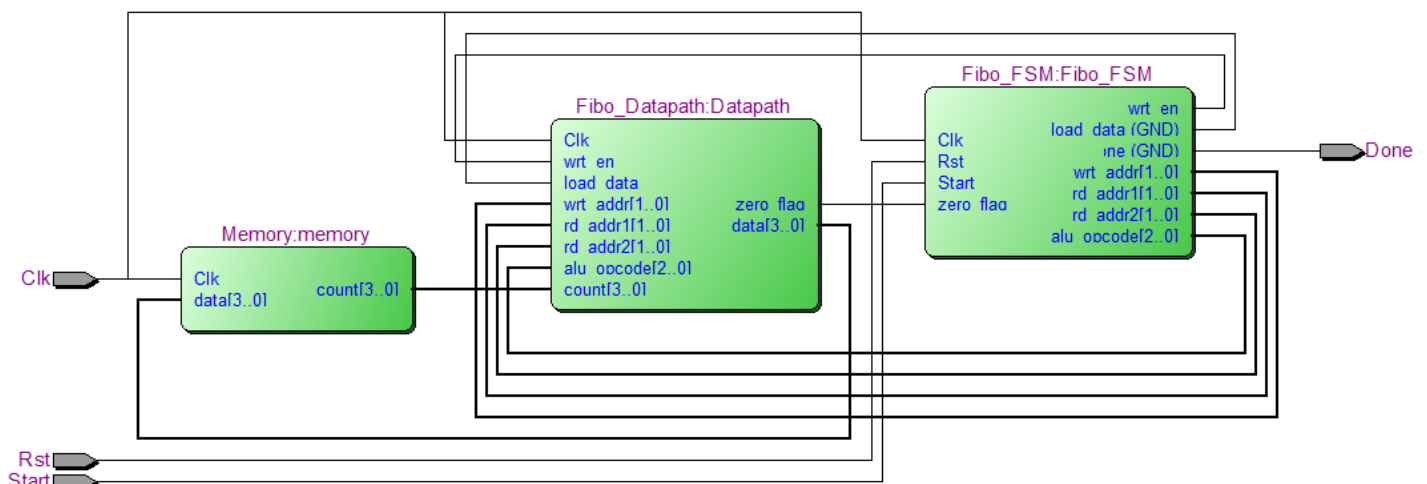 Fibo_FSM:Fibo_FSM
wrt_en
load_data (GND)
Clk
Rst
Start
zero_flag
wrt_addr[1..0]
rd_addr1[1..0]
rd_addr2[1..0]
alu_opcode[2..0]
(GND)
Done
Fibo_Datapath:Datapath
Clk
wrt_en
load_data
wrt_addr[1..0]
rd_addr1[1..0]
rd_addr2[1..0]
alu_opcode[2..0]
count[3..0]
zero_flag
data[3..0]
Memory:memory
Clk
data[3..0]
count[3..0]
Clk
Rst
Start